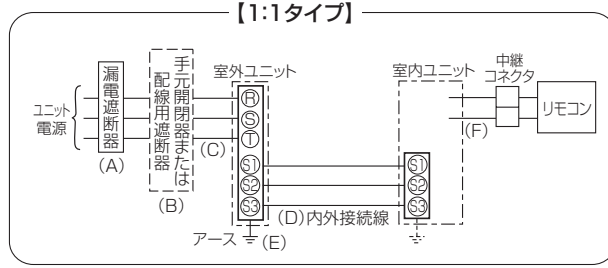 【1:1タイプ】
ユニット
電源
漏電遮断器
(A)
手元開閉器または
配線用遮断器
(B)
(C)
室外ユニット
R
S
T
S1
S2
S3
アース
(E)
(D)内外接続線
室内ユニット
S1
S2
S3
(F)
中継
コネクタ
リモコン